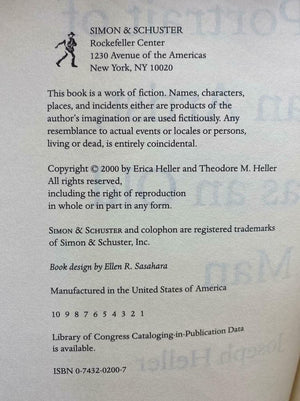 SIMON & SCHUSTER
Rockefeller Center
1230 Avenue of the Americas
New York, NY 10020
This book is a work of fiction. Names, characters,
places, and incidents either are products of the
author's imagination or are used fictitiously. Any
resemblance to actual events or locales or persons,
living or dead, is entirely coincidental.
Copyright © 2000 by Erica Heller and Theodore M. Heller
All rights reserved,
including the right of reproduction
in whole or in part in any form.
SIMON & SCHUSTER and colophon are registered trademarks
of Simon & Schuster, Inc.
Book design by Ellen R. Sasahara
Manufactured in the United States of America
10 9 8 7 6 5 4 3 2 1
Library of Congress Cataloging-in-Publication Data
is available.
ISBN 0-7432-0200-7